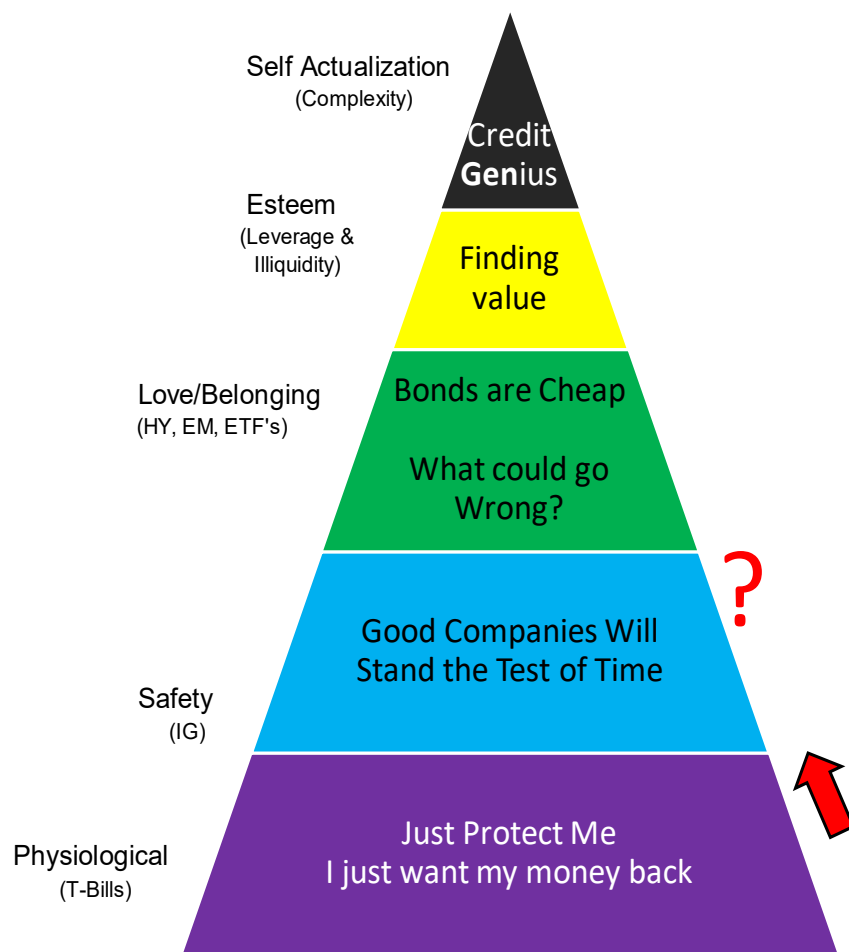 Self Actualization
(Complexity)
Credit
Genius
Esteem
(Leverage &
Illiquidity)
Finding
value
Love/Belonging
(HY, EM, ETF's)
Bonds are Cheap
What could go
Wrong?
?
Good Companies Will
Stand the Test of Time
Safety
(IG)
Just Protect Me
I just want my money back
Physiological
(T-Bills)